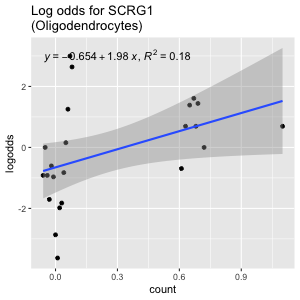 Log odds for SCRG1
(Oligodendrocytes)
y = −0.654 + 1.98 x, R² = 0.18
logodds
2
0
-2
0.0 0.3 0.6 0.9
count